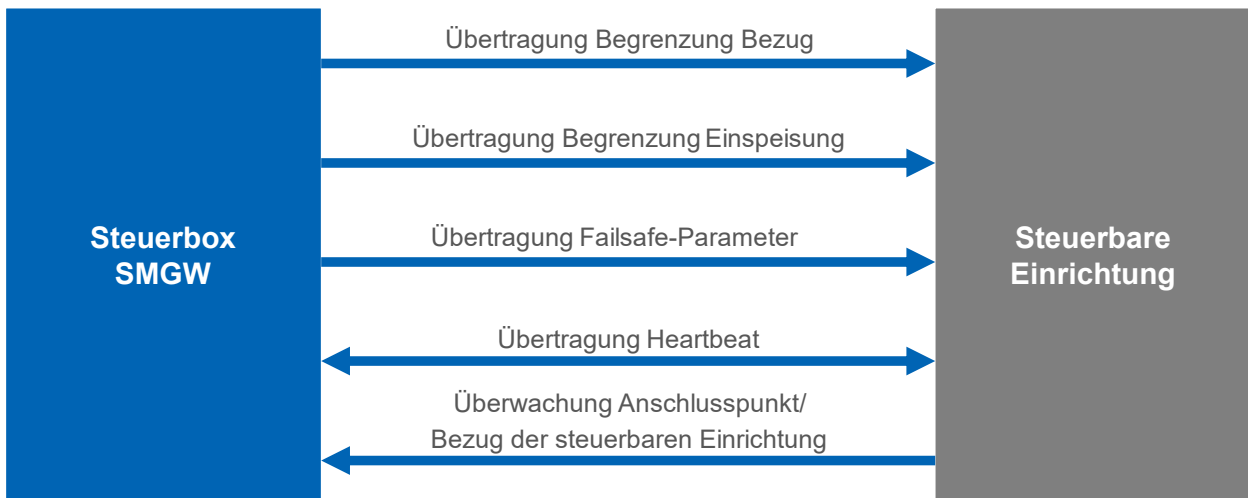 Übertragung Begrenzung Bezug
Übertragung Begrenzung Einspeisung
Steuerbox
SMGW
Übertragung Failsafe-Parameter
Steuerbare
Einrichtung
Übertragung Heartbeat
Überwachung Anschlusspunkt/
Bezug der steuerbaren Einrichtung